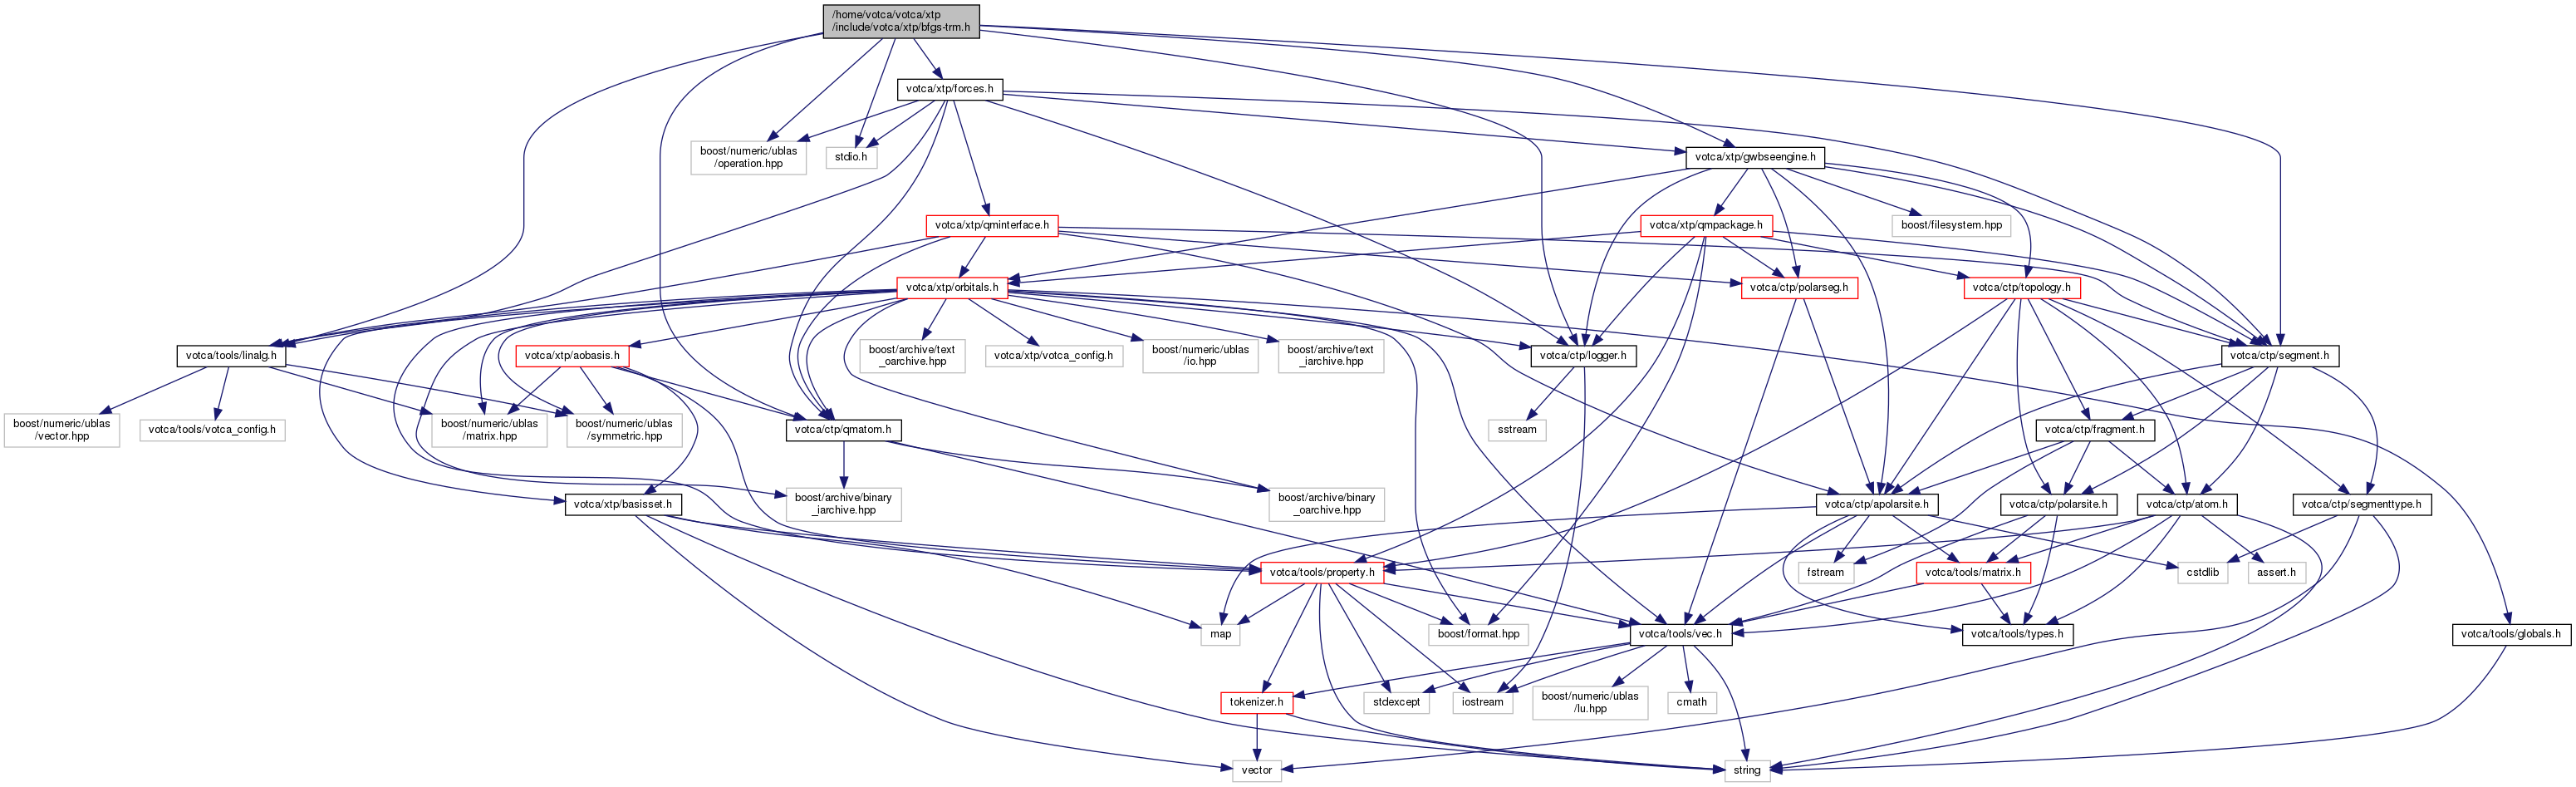 /home/votca/votca/xtp
/include/votca/xtp/bfgs-trm.h
votca/xtp/forces.h
boost/numeric/ublas
/operation.hpp
stdio.h
votca/xtp/gwbseengine.h
votca/xtp/qminterface.h
votca/xtp/qmpackage.h
boost/filesystem.hpp
votca/xtp/orbitals.h
votca/ctp/polarseg.h
votca/ctp/topology.h
votca/tools/linalg.h
votca/xtp/aobasis.h
boost/archive/text
_oarchive.hpp
votca/xtp/votca_config.h
boost/numeric/ublas
/io.hpp
boost/archive/text
_iarchive.hpp
votca/ctp/logger.h
votca/ctp/segment.h
boost/numeric/ublas
/vector.hpp
votca/tools/votca_config.h
boost/numeric/ublas
/matrix.hpp
boost/numeric/ublas
/symmetric.hpp
votca/ctp/qmatom.h
sstream
votca/ctp/fragment.h
votca/xtp/basisset.h
boost/archive/binary
_iarchive.hpp
boost/archive/binary
_oarchive.hpp
votca/ctp/apolarsite.h
votca/ctp/polarsite.h
votca/ctp/atom.h
votca/ctp/segmenttype.h
votca/tools/property.h
fstream
votca/tools/matrix.h
cstdlib
assert.h
map
boost/format.hpp
votca/tools/vec.h
votca/tools/types.h
votca/tools/globals.h
tokenizer.h
stdexcept
iostream
boost/numeric/ublas
/lu.hpp
cmath
vector
string